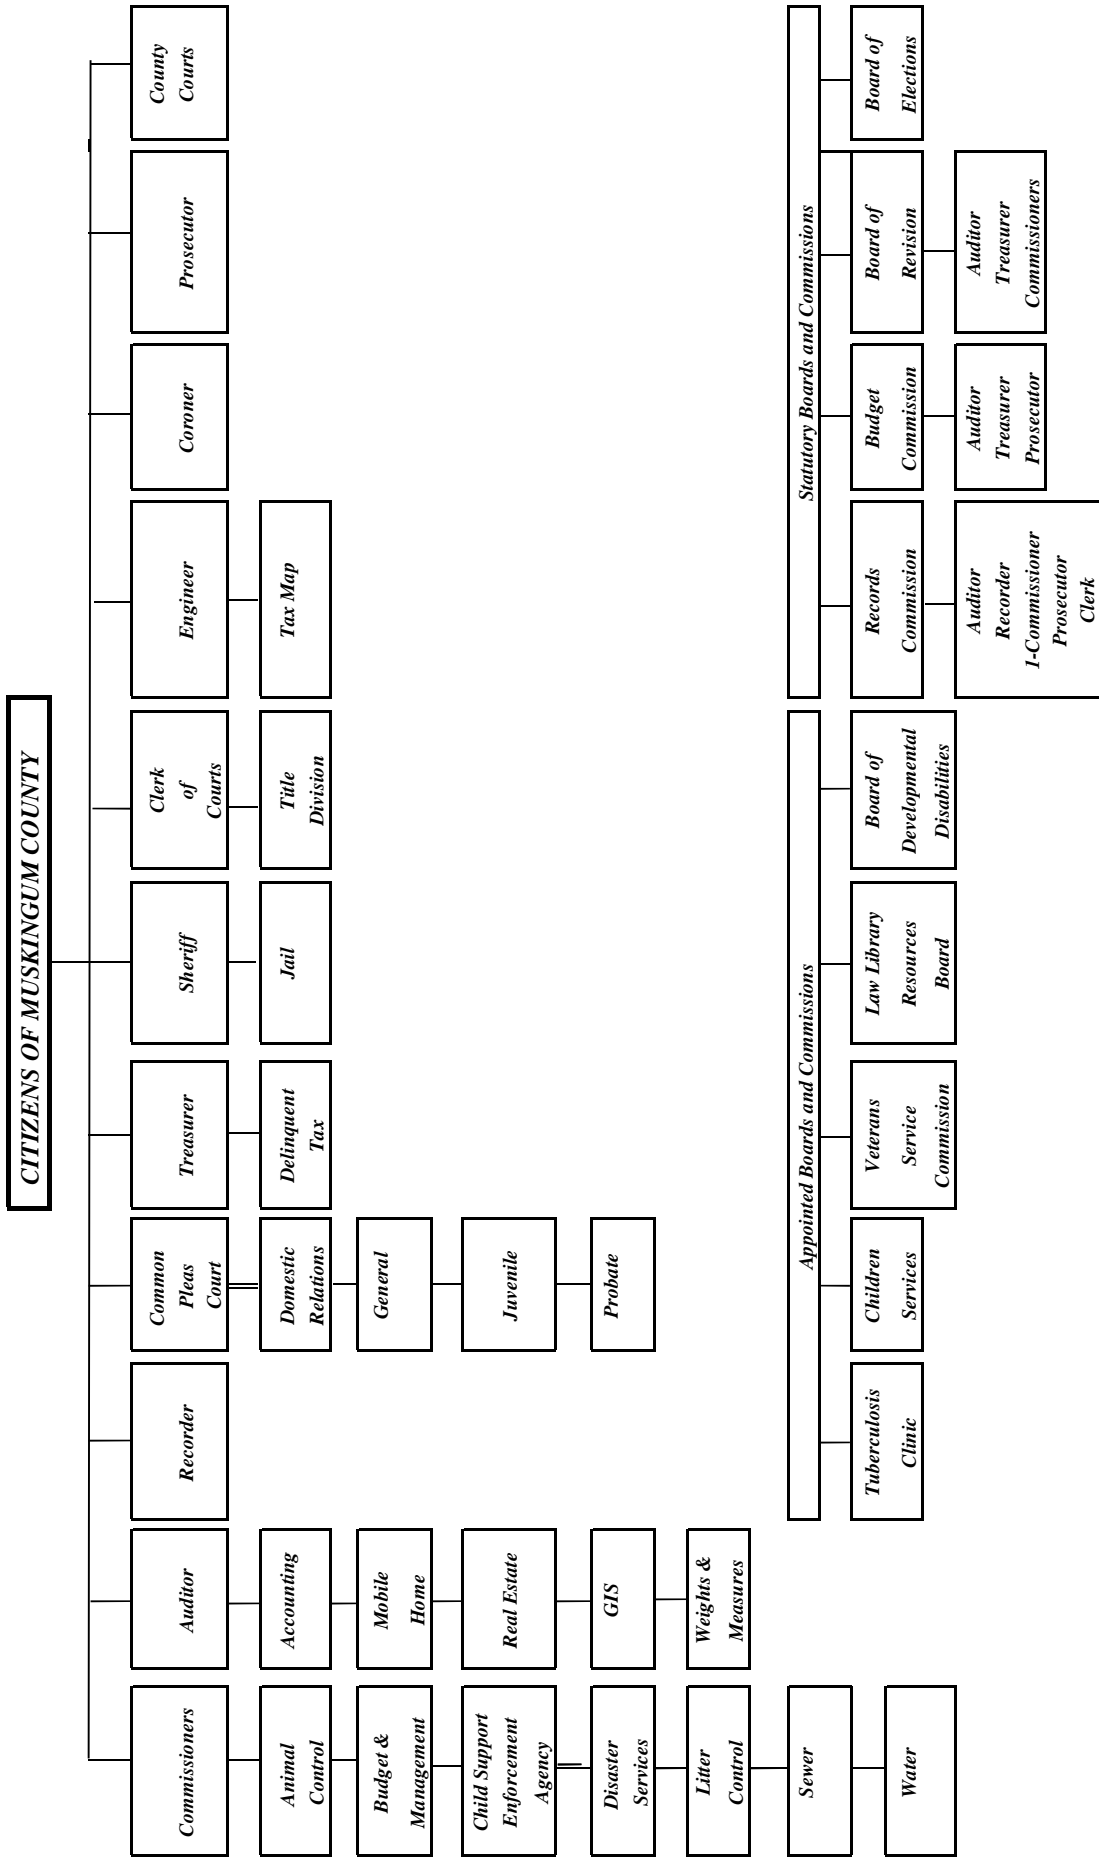 CITIZENS OF MUSKINGUM COUNTY
Commissioners
Auditor
Recorder
Common
Pleas
Court
Treasurer
Sheriff
Clerk
of
Courts
Engineer
Coroner
Prosecutor
County
Courts
Animal
Control
Accounting
Domestic
Relations
Delinquent
Tax
Jail
Title
Division
Tax Map
Budget &
Management
Mobile
Home
General
Child Support
Enforcement
Agency
Real Estate
Juvenile
Disaster
Services
GIS
Probate
Litter
Control
Weights &
Measures
Sewer
Water
Appointed Boards and Commissions
Tuberculosis
Clinic
Children
Services
Veterans
Service
Commission
Law Library
Resources
Board
Board of
Developmental
Disabilities
Statutory Boards and Commissions
Records
Commission
Budget
Commission
Board of
Revision
Board of
Elections
Auditor
Recorder
1-Commissioner
Prosecutor
Clerk
Auditor
Treasurer
Prosecutor
Auditor
Treasurer
Commissioners